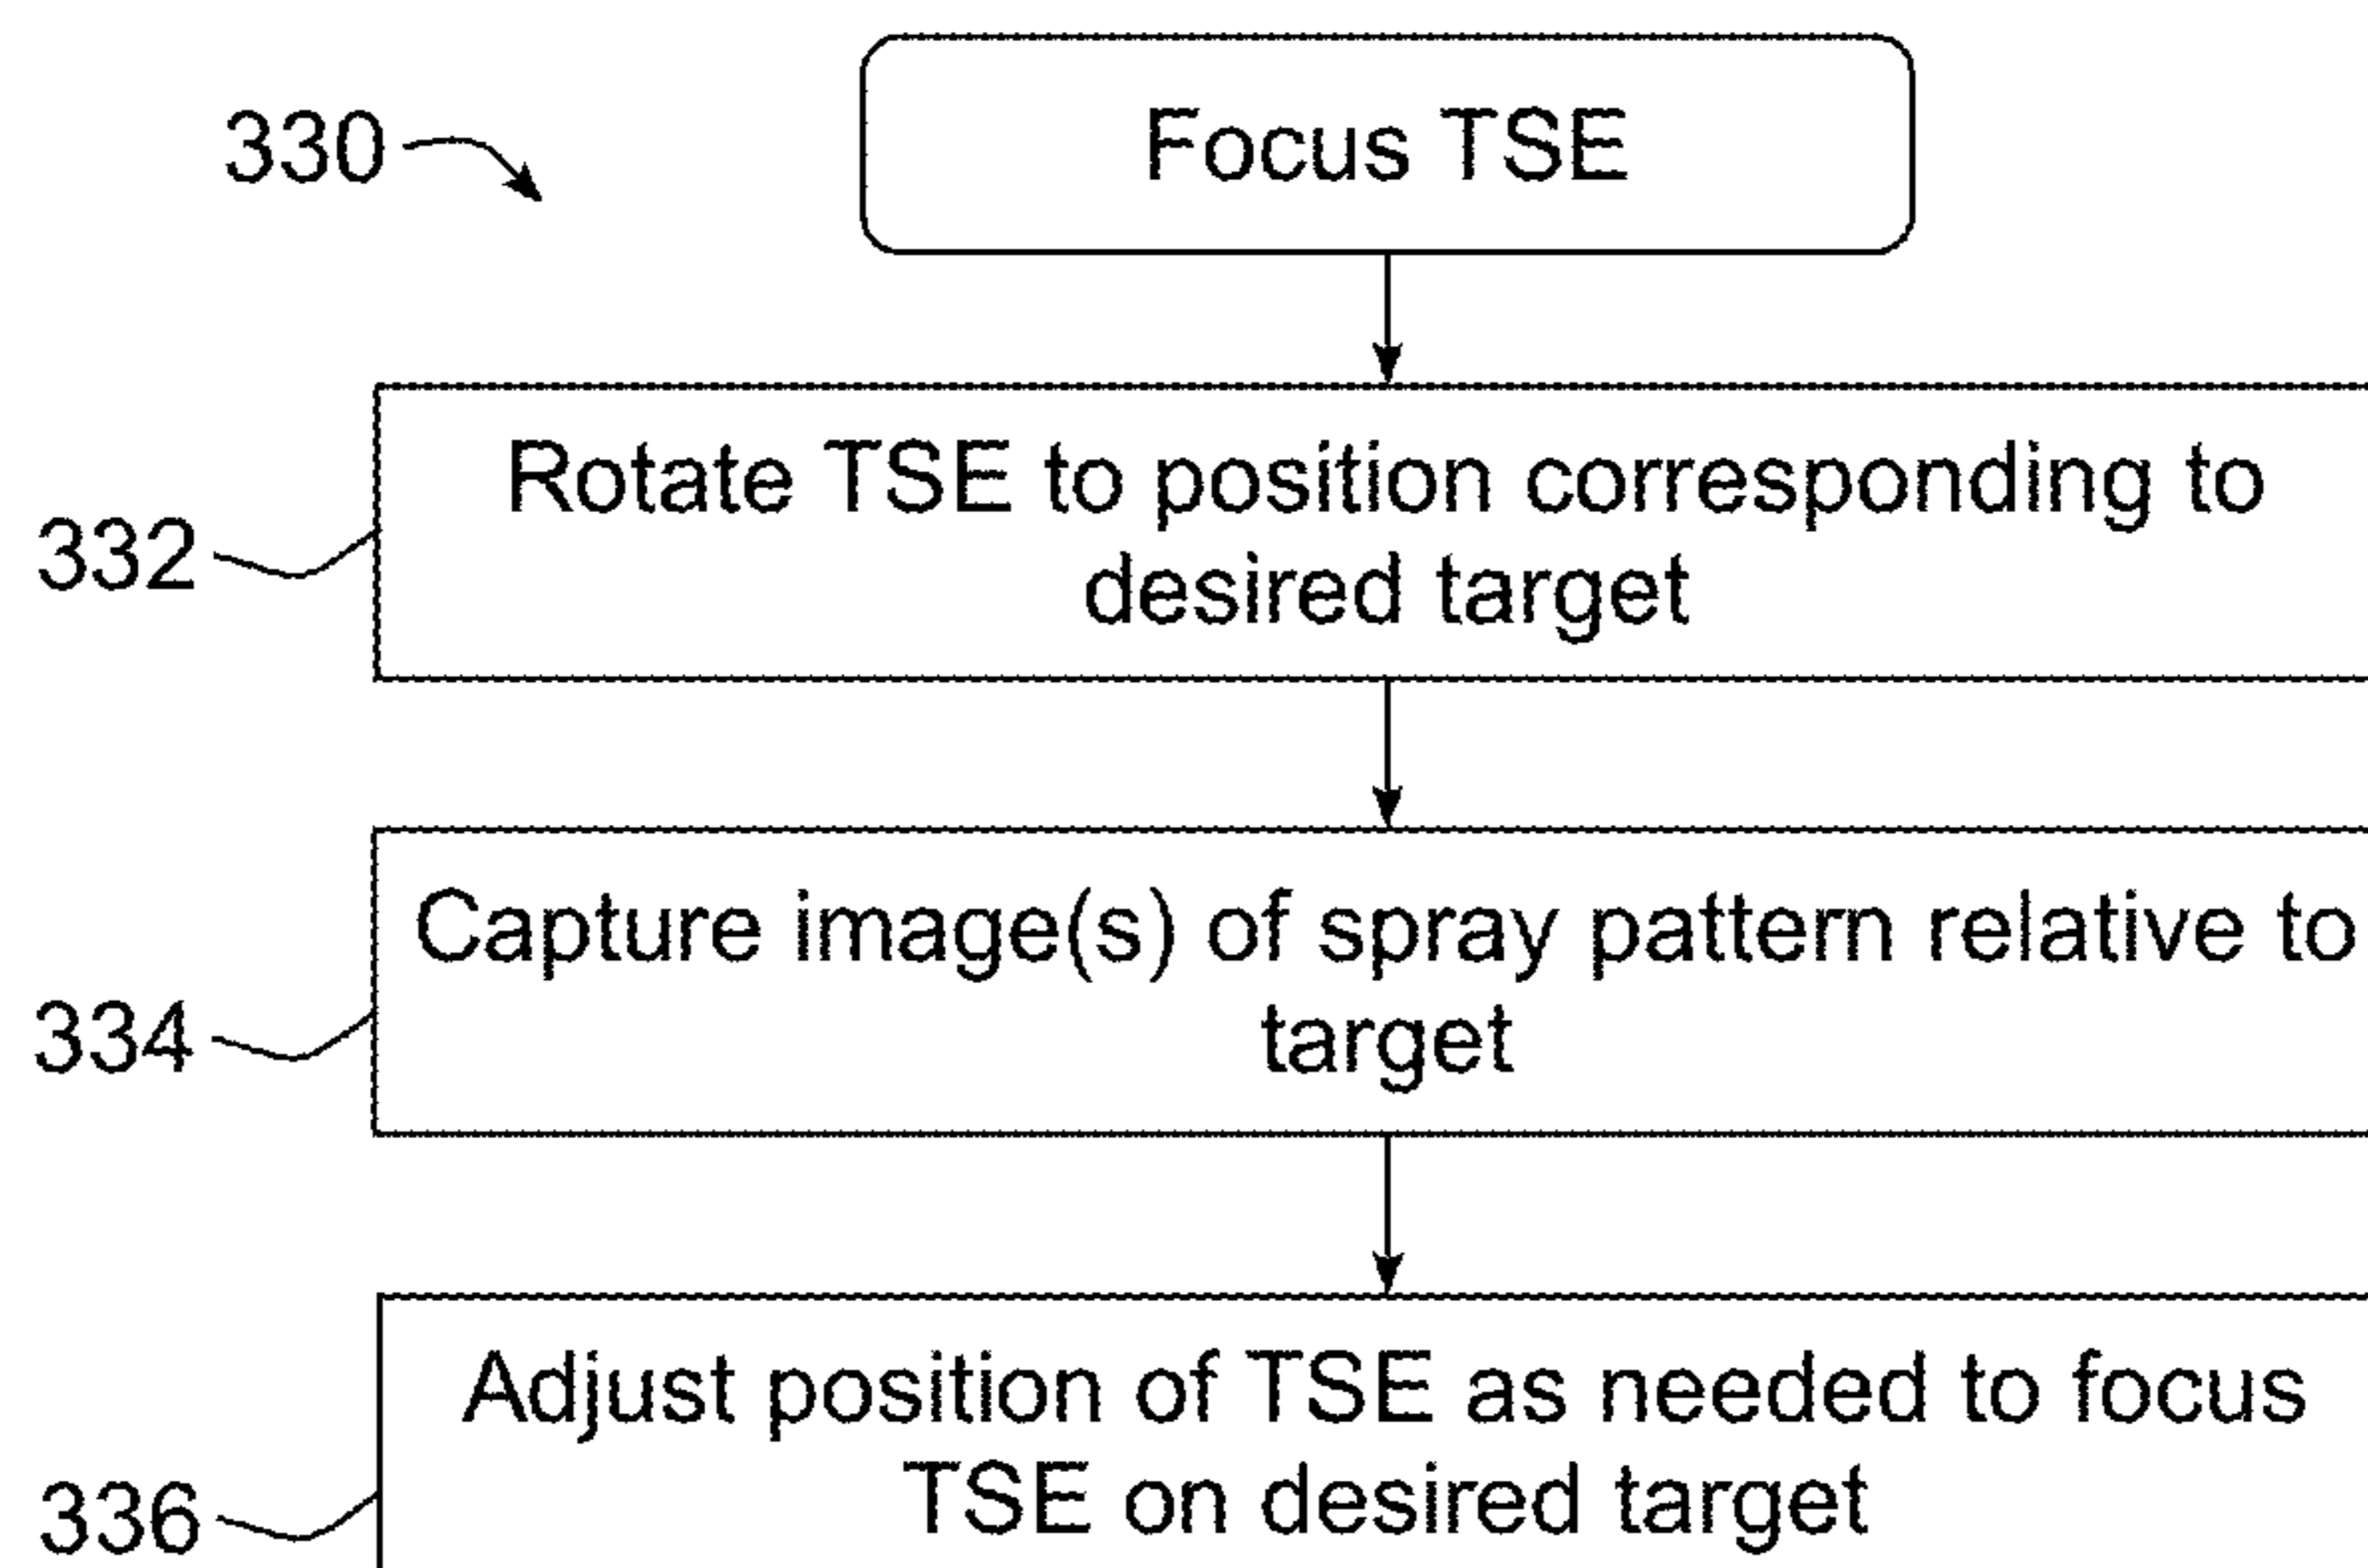 330
Focus TSE
Rotate TSE to position corresponding to
desired target
332
Capture image(s) of spray pattern relative to
target
334
Adjust position of TSE as needed to focus
TSE on desired target
336